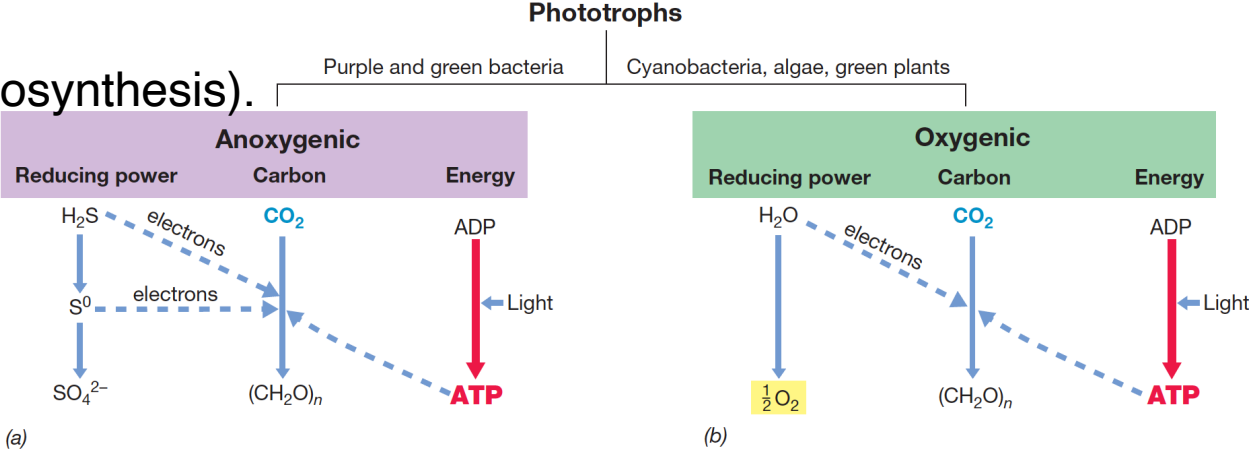 Phototrophs
Purple and green bacteria
Cyanobacteria, algae, green plants
osynthesis).
Anoxygenic
Reducing power
Carbon
Energy
H₂S
electrons
CO₂
ADP
S⁰
electrons
Light
SO₄²⁻
(CH₂O)ₙ
ATP
(a)
Oxygenic
Reducing power
Carbon
Energy
H₂O
electrons
CO₂
ADP
Light
½O₂
(CH₂O)ₙ
ATP
(b)